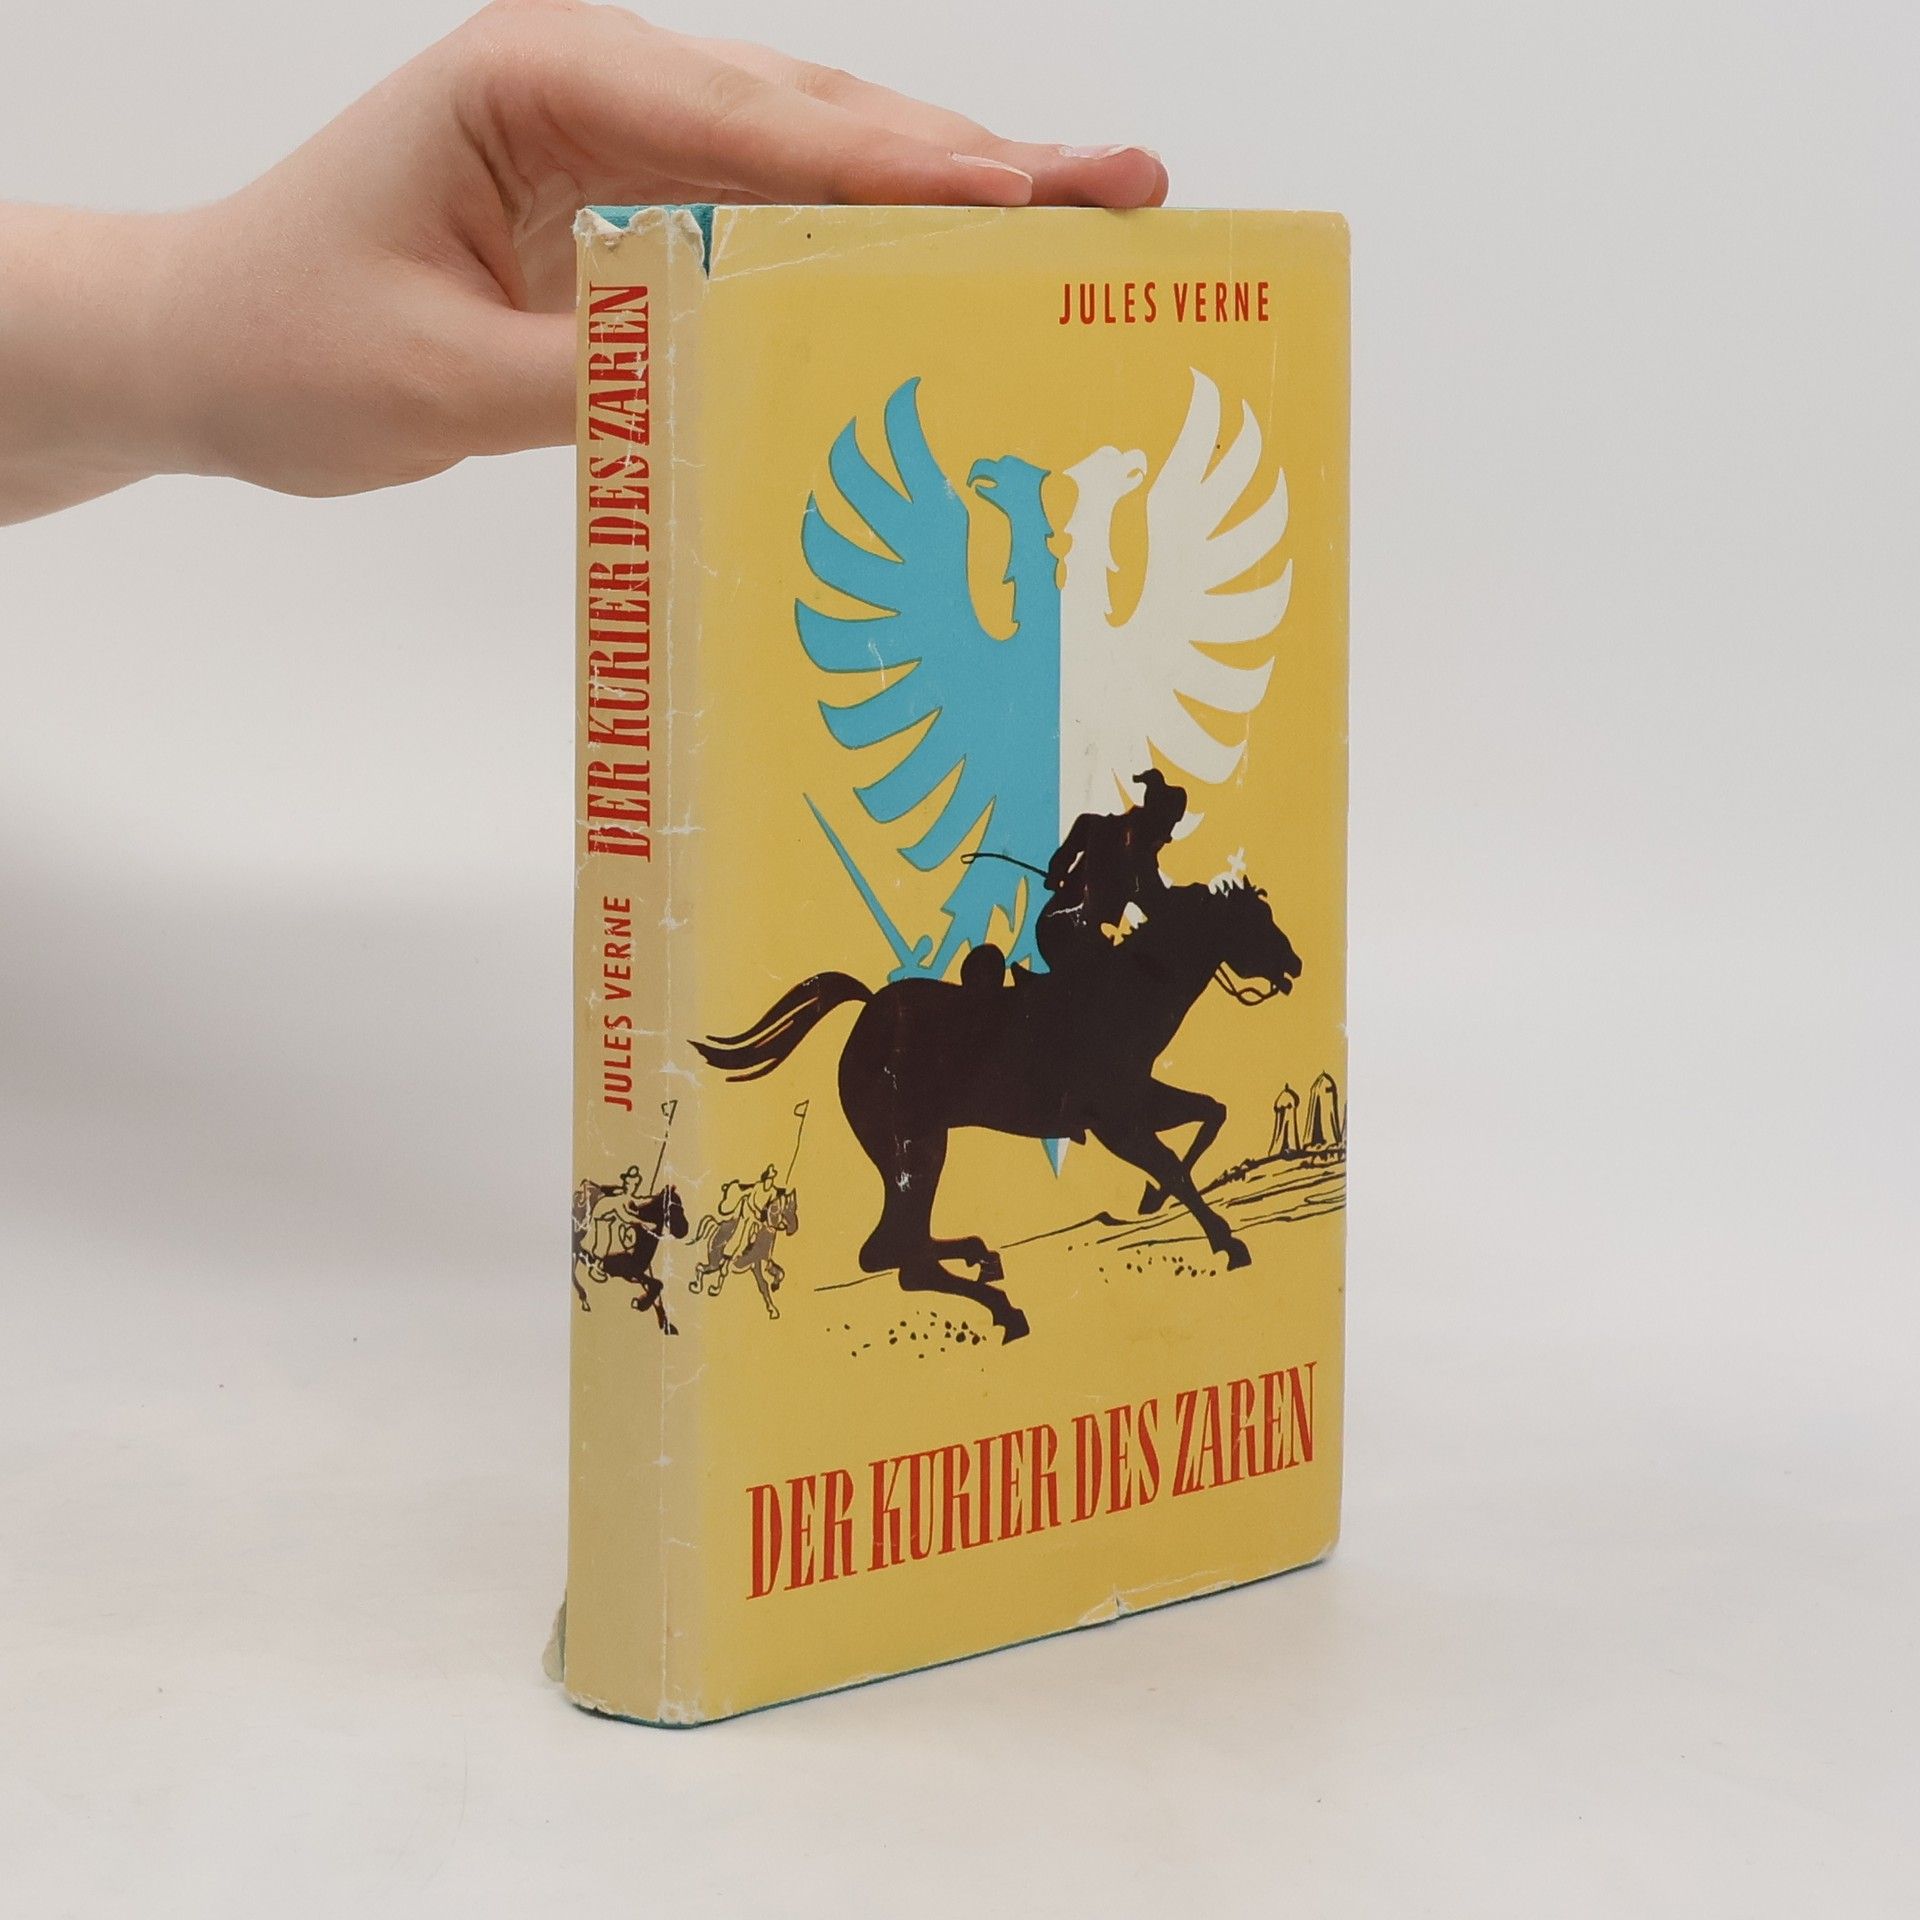 JULES VERNE
DER KURIER DES ZAREN
JULES VERNE
DER KURIER DES ZAREN